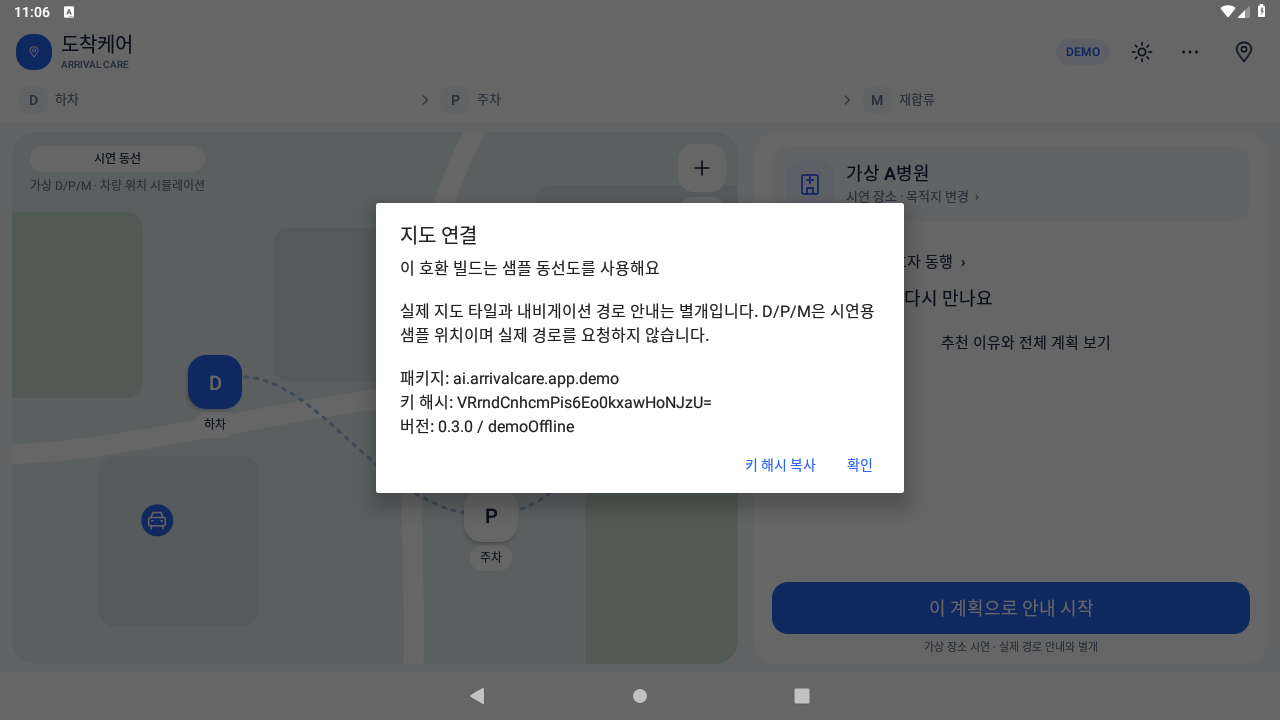 11:06
도착케어
ARRIVAL CARE
DEMO
D 하차
P 주차
M 재합류
시연 동선
가상 D/P/M · 차량 위치 시뮬레이션
가상 A병원
시연 장소 · 목적지 변경 ›
지도 연결
이 호환 빌드는 샘플 동선도를 사용해요
실제 지도 타일과 내비게이션 경로 안내는 별개입니다. D/P/M은 시연용
샘플 위치이며 실제 경로를 요청하지 않습니다.
패키지: ai.arrivalcare.app.demo
키 해시: VRrndCnhcmPis6Eo0kxawHoNJzU=
버전: 0.3.0 / demoOffline
키 해시 복사
확인
동행 ›
다시 만나요
추천 이유와 전체 계획 보기
D
하차
P
주차
이 계획으로 안내 시작
가상 장소 시연 · 실제 경로 안내와 별개